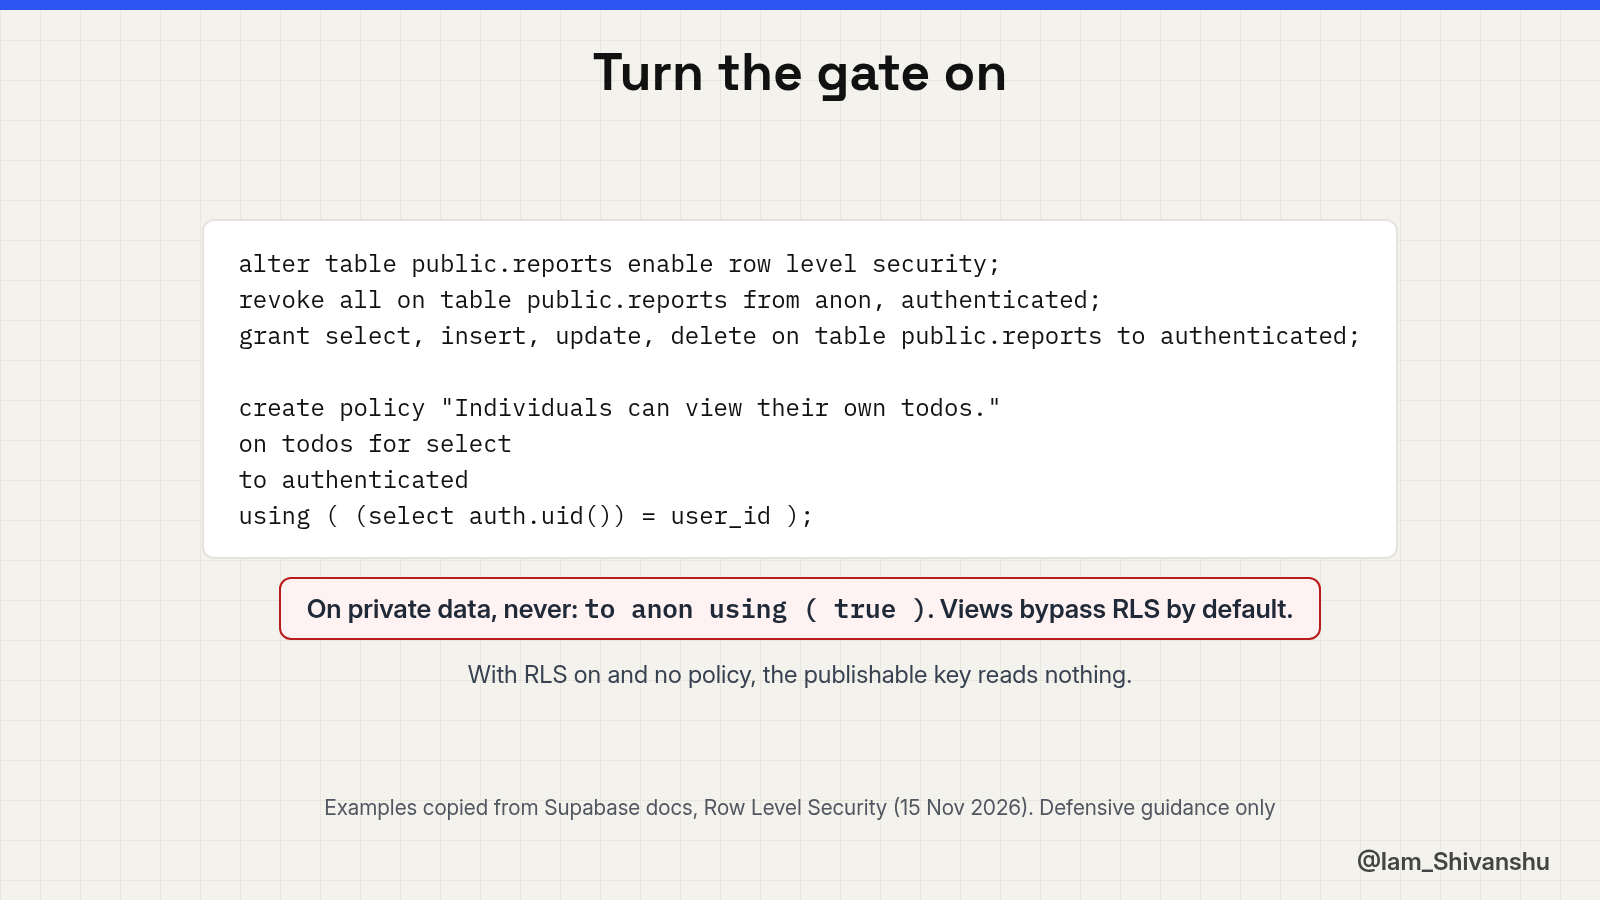 Turn the gate on
alter table public.reports enable row level security;
revoke all on table public.reports from anon, authenticated;
grant select, insert, update, delete on table public.reports to authenticated;
create policy "Individuals can view their own todos."
on todos for select
to authenticated
using ( (select auth.uid()) = user_id );
On private data, never: to anon using ( true ). Views bypass RLS by default.
With RLS on and no policy, the publishable key reads nothing.
Examples copied from Supabase docs, Row Level Security (15 Nov 2026). Defensive guidance only
@Iam_Shivanshu